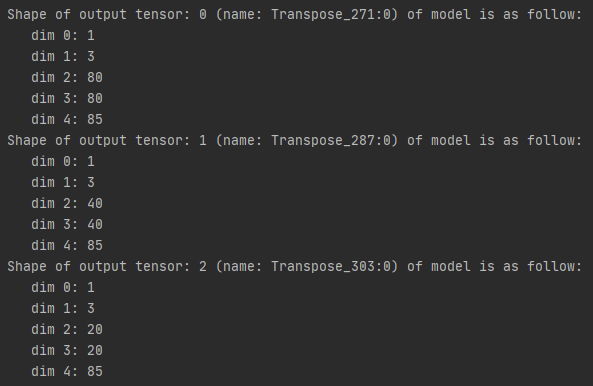 Shape of output tensor: 0 (name: Transpose_271:0) of model is as follow:
dim 0: 1
dim 1: 3
dim 2: 80
dim 3: 80
dim 4: 85
Shape of output tensor: 1 (name: Transpose_287:0) of model is as follow:
dim 0: 1
dim 1: 3
dim 2: 40
dim 3: 40
dim 4: 85
Shape of output tensor: 2 (name: Transpose_303:0) of model is as follow:
dim 0: 1
dim 1: 3
dim 2: 20
dim 3: 20
dim 4: 85